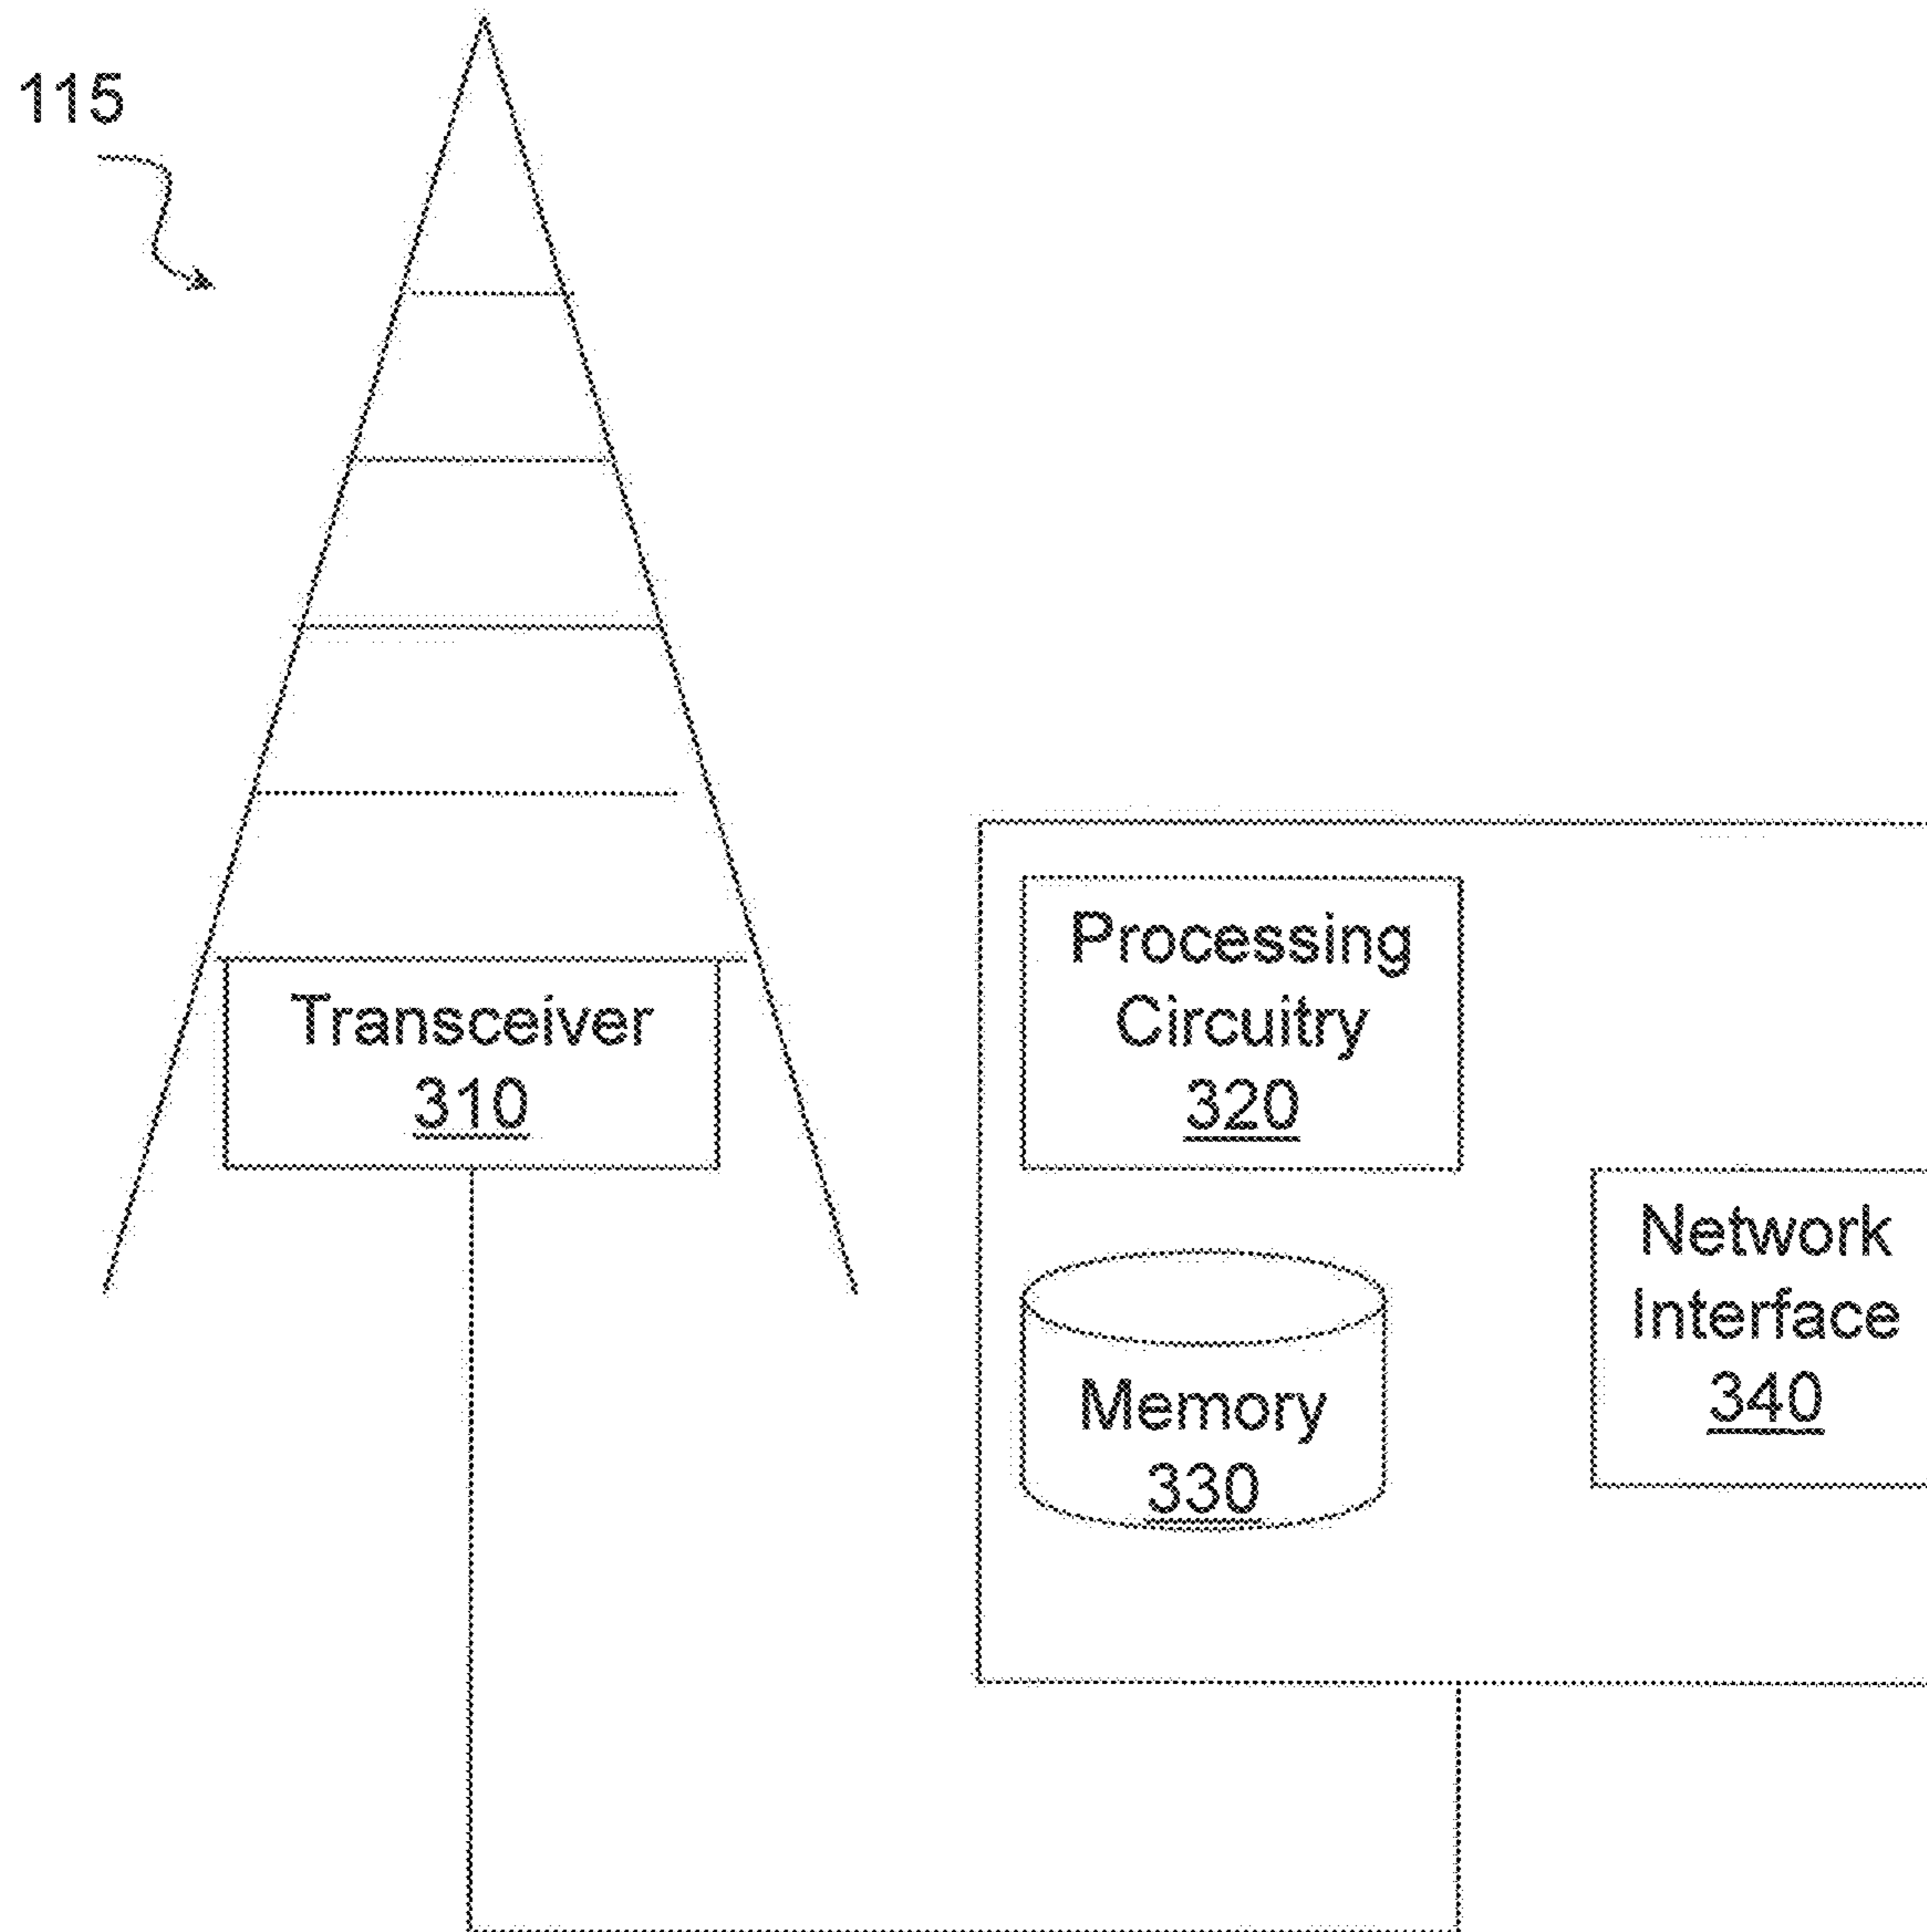 115
Transceiver
310
Processing
Circuitry
320
Memory
330
Network
Interface
340